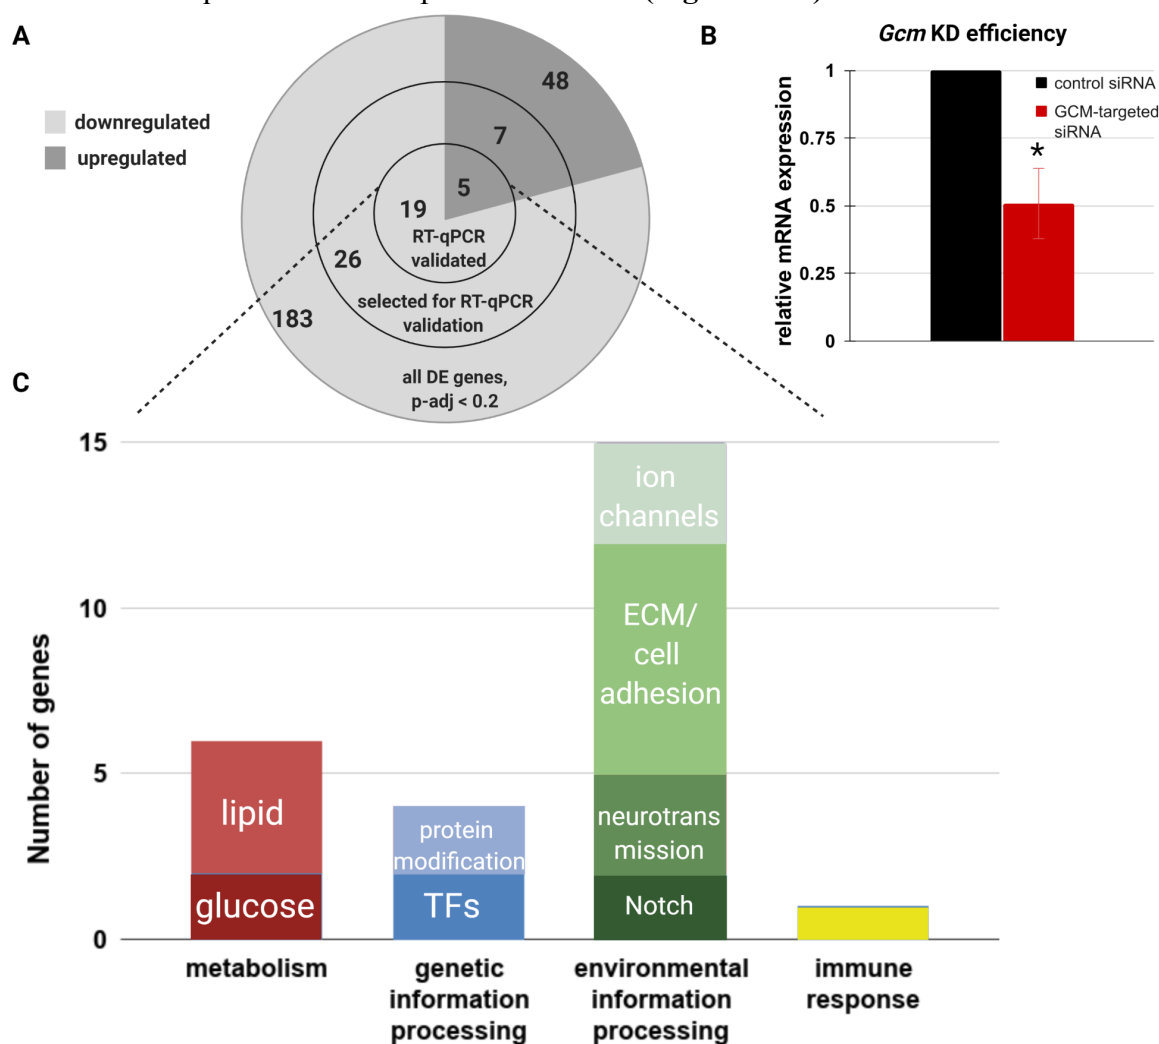 A
downregulated
upregulated
48
7
5
19
RT-qPCR
validated
26
selected for RT-qPCR
validation
183
all DE genes,
p-adj < 0.2
B
Gcm KD efficiency
relative mRNA expression
1
0.75
0.5
0.25
0
control siRNA
GCM-targeted
siRNA
*
C
Number of genes
15
10
5
0
lipid
glucose
protein
modification
TFs
ion
channels
ECM/
cell
adhesion
neurotrans
mission
Notch
metabolism
genetic
information
processing
environmental
information
processing
immune
response